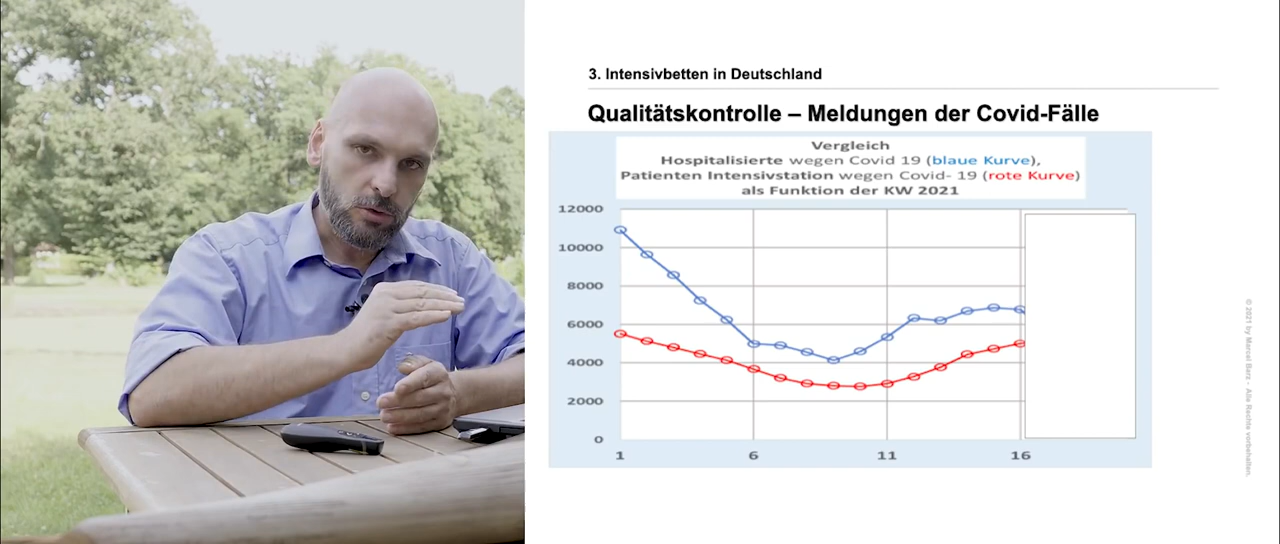 3. Intensivbetten in Deutschland
Qualitätskontrolle – Meldungen der Covid-Fälle
Vergleich
Hospitalisierte wegen Covid 19 (blaue Kurve),
Patienten Intensivstation wegen Covid- 19 (rote Kurve)
als Funktion der KW 2021
12000
10000
8000
6000
4000
2000
0
1 6 11 16
© 2021 by Marcel Barz - Alle Rechte vorbehalten.